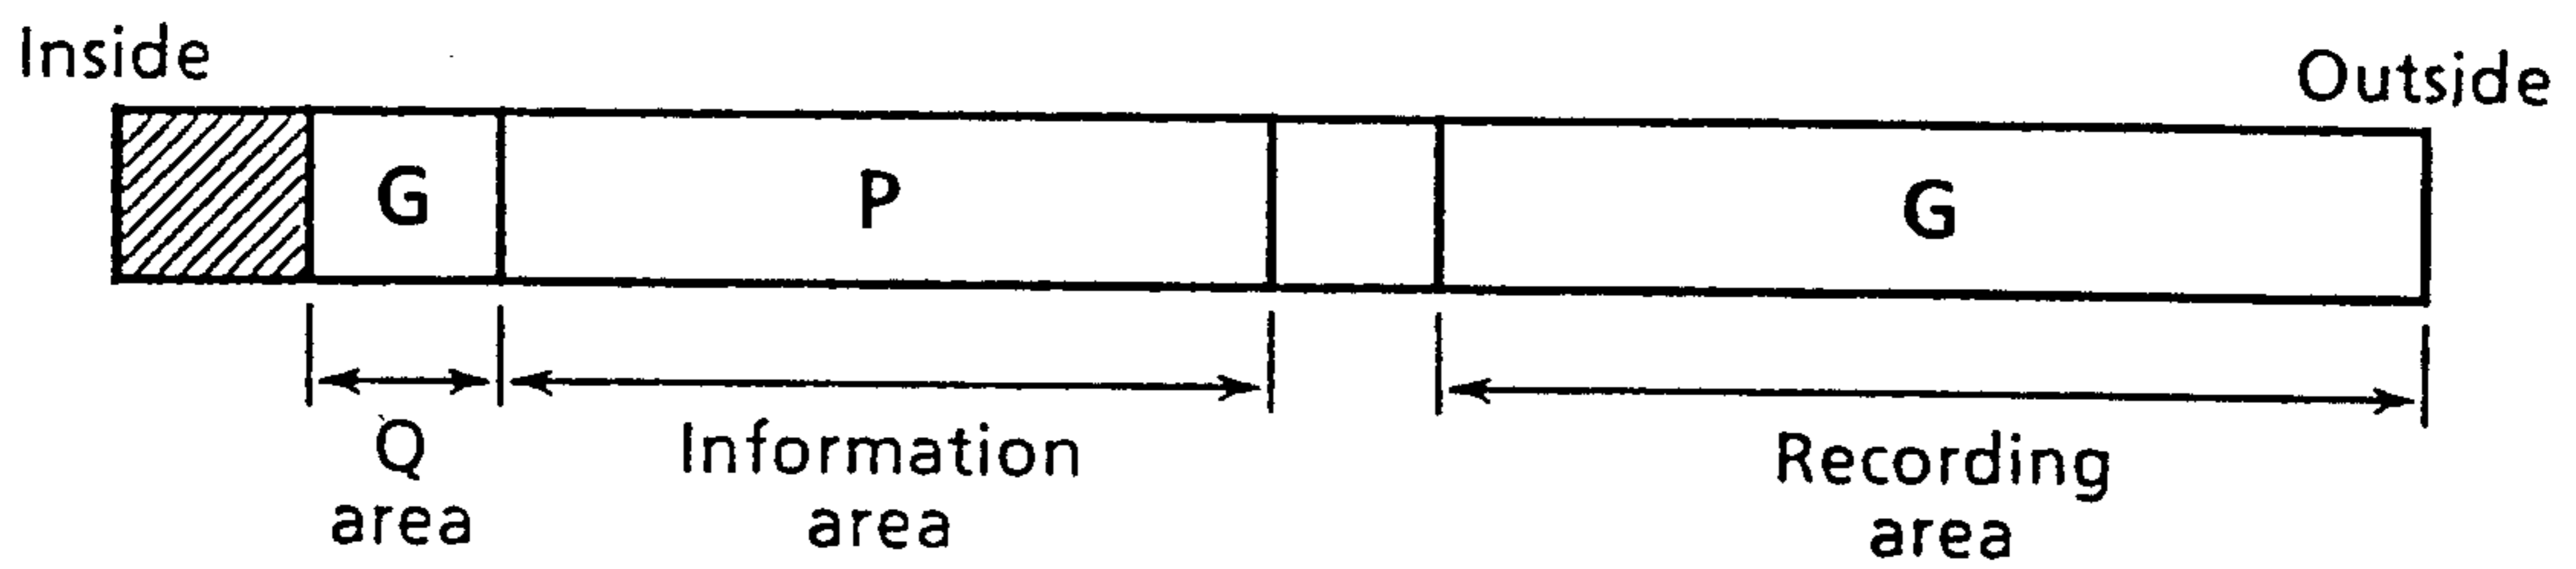 Inside
Outside
G
P
G
Q
area
Information
area
Recording
area